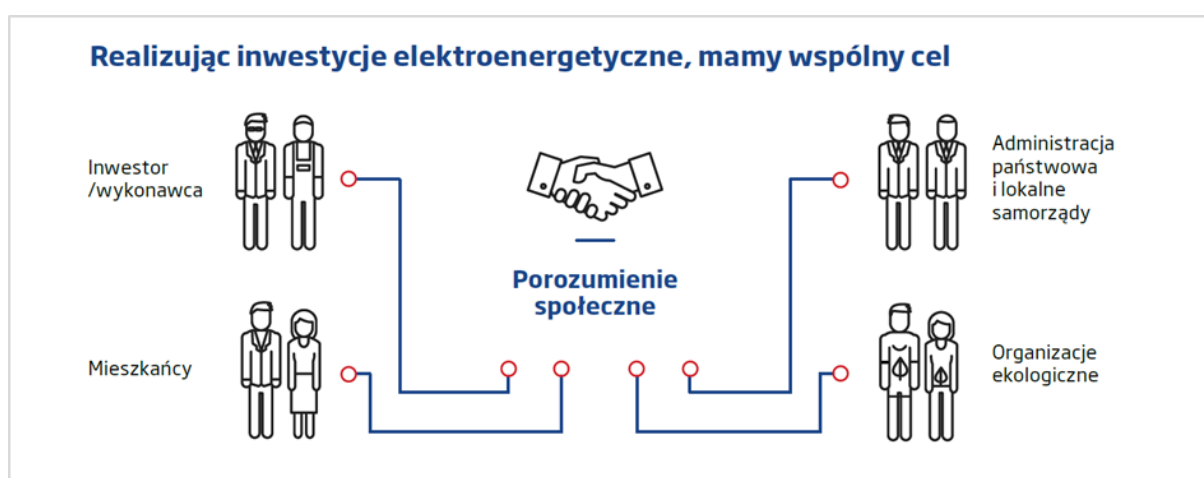 Realizując inwestycje elektroenergetyczne, mamy wspólny cel
Inwestor
/wykonawca
Administracja
państwowa
i lokalne
samorządy
Porozumienie
społeczne
Mieszkańcy
Organizacje
ekologiczne